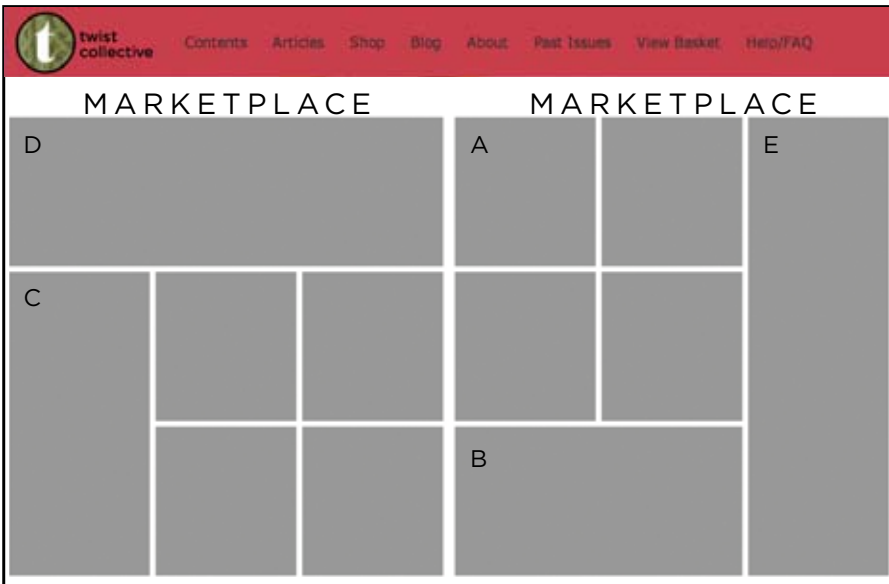 t
twist
collective
Contents Articles Shop Blog About Past Issues View Basket Help/FAQ
MARKETPLACE MARKETPLACE
D A E
C
B